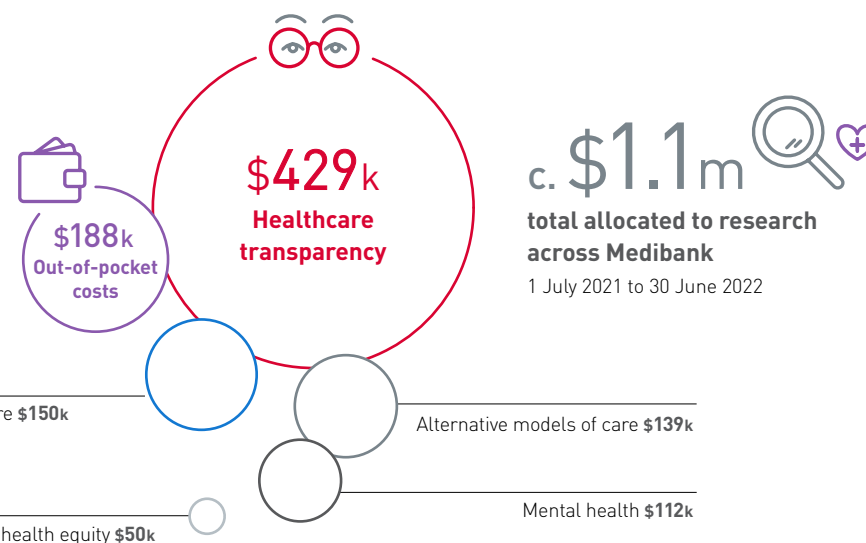 $429k
Healthcare
transparency
$188k
Out-of-pocket
costs
c. $1.1m
total allocated to research
across Medibank
1 July 2021 to 30 June 2022
$150k
Alternative models of care $139k
Mental health $112k
health equity $50k